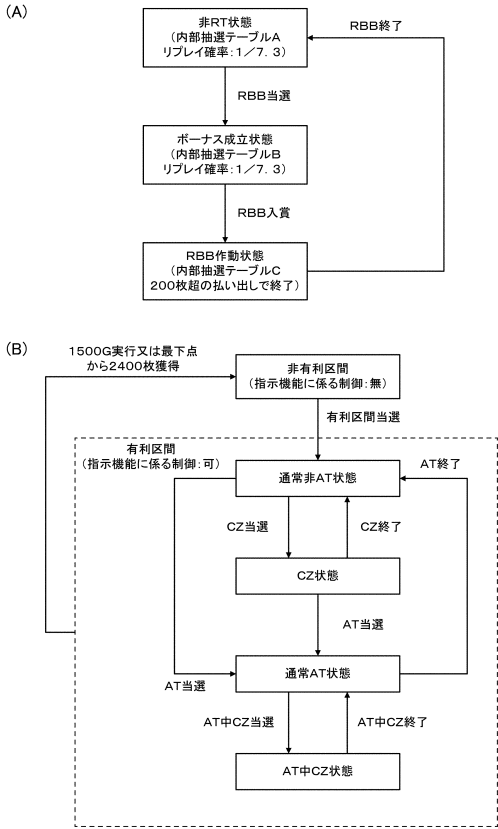 (A)
非RT状態
(内部抽選テーブルA
リプレイ確率:1/7.3)
RBB終了
RBB当選
ボーナス成立状態
(内部抽選テーブルB
リプレイ確率:1/7.3)
RBB入賞
RBB作動状態
(内部抽選テーブルC
200枚超の払い出しで終了)
(B)
1500G実行又は最下点
から2400枚獲得
非有利区間
(指示機能に係る制御:無)
有利区間当選
有利区間
(指示機能に係る制御:可)
通常非AT状態
AT終了
CZ当選
CZ終了
CZ状態
AT当選
通常AT状態
AT当選
AT中CZ当選
AT中CZ終了
AT中CZ状態